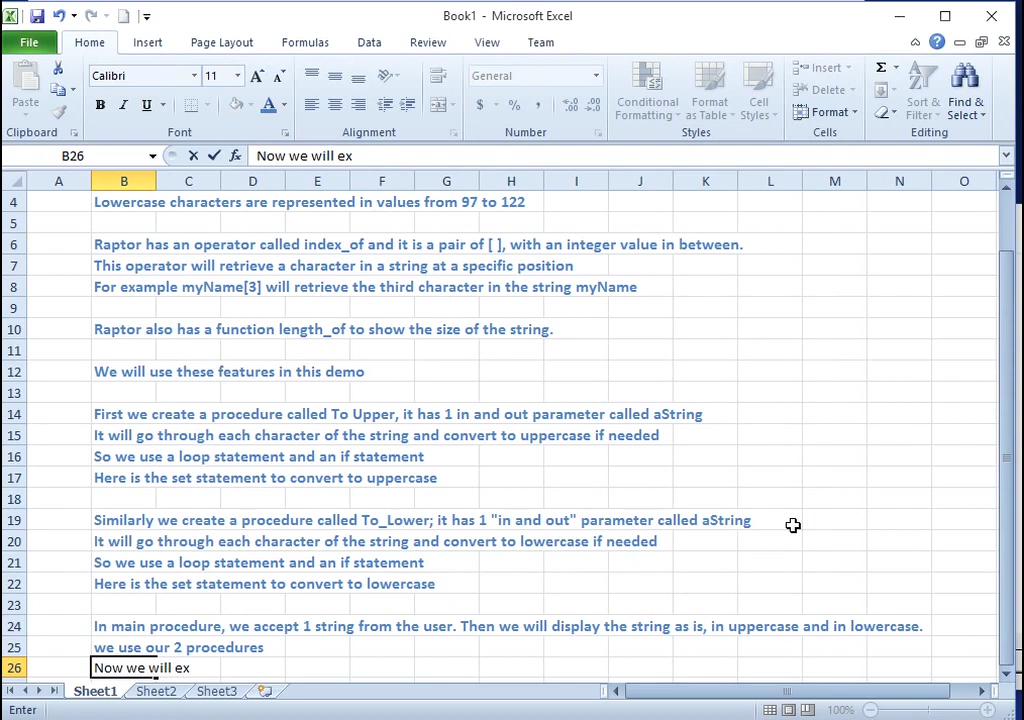 Book1 - Microsoft Excel
File Home Insert Page Layout Formulas Data Review View Team
Calibri 11 General
Paste B I U $ % , Conditional Formatting Format as Table Cell Styles Insert Delete Format Σ Sort & Filter Find & Select
Clipboard Font Alignment Number Styles Cells Editing
B26 fx Now we will ex
A B C D E F G H I J K L M N O
4 Lowercase characters are represented in values from 97 to 122
5
6 Raptor has an operator called index_of and it is a pair of [ ], with an integer value in between.
7 This operator will retrieve a character in a string at a specific position
8 For example myName[3] will retrieve the third character in the string myName
9
10 Raptor also has a function length_of to show the size of the string.
11
12 We will use these features in this demo
13
14 First we create a procedure called To Upper, it has 1 in and out parameter called aString
15 It will go through each character of the string and convert to uppercase if needed
16 So we use a loop statement and an if statement
17 Here is the set statement to convert to uppercase
18
19 Similarly we create a procedure called To_Lower; it has 1 "in and out" parameter called aString
20 It will go through each character of the string and convert to lowercase if needed
21 So we use a loop statement and an if statement
22 Here is the set statement to convert to lowercase
23
24 In main procedure, we accept 1 string from the user. Then we will display the string as is, in uppercase and in lowercase.
25 we use our 2 procedures
26 Now we will ex
Sheet1 Sheet2 Sheet3
Enter 100%